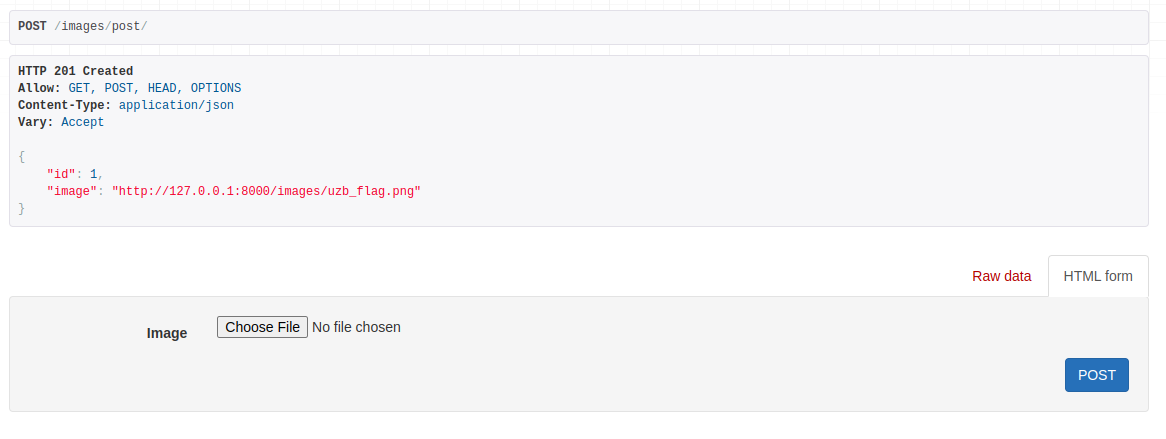 POST /images/post/
HTTP 201 Created
Allow: GET, POST, HEAD, OPTIONS
Content-Type: application/json
Vary: Accept
{
    "id": 1,
    "image": "http://127.0.0.1:8000/images/uzb_flag.png"
}
Raw data HTML form
Image Choose File No file chosen
POST